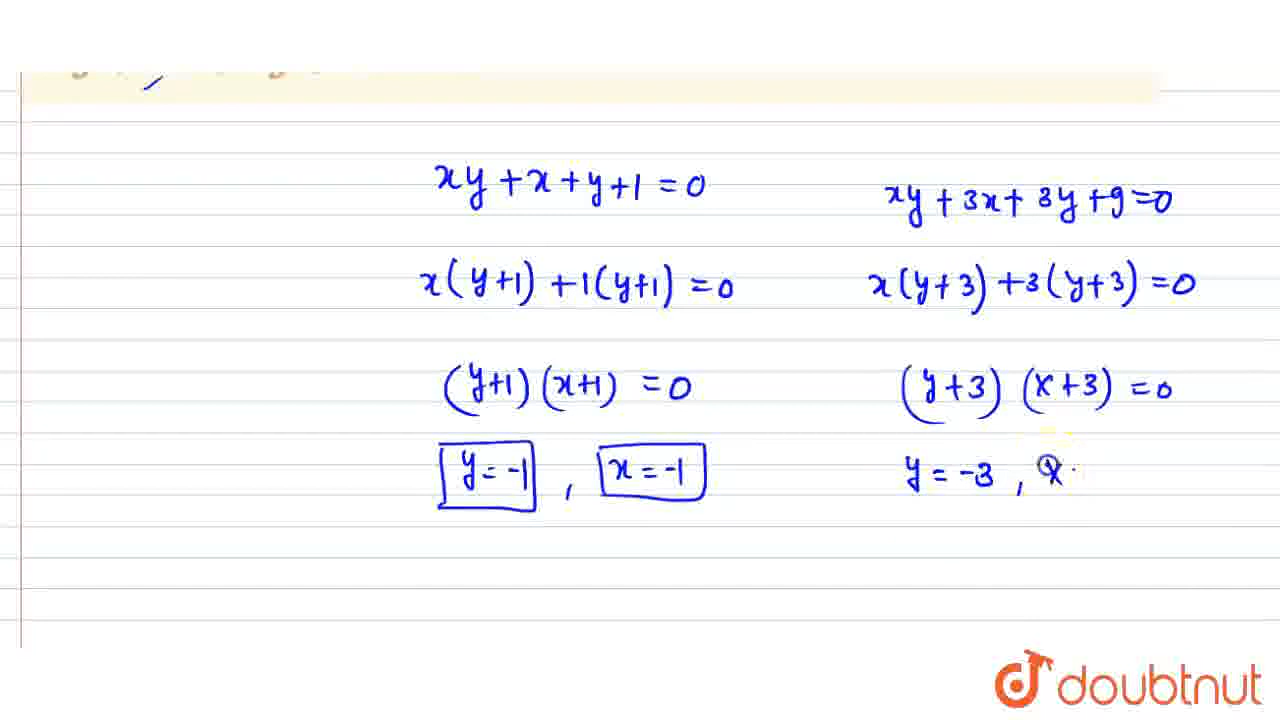 xy + x + y + 1 = 0
x(y+1) + 1(y+1) = 0
(y+1)(x+1) = 0
y = -1 , x = -1
xy + 3x + 3y + 9 = 0
x(y+3) + 3(y+3) = 0
(y+3)(x+3) = 0
y = -3 , x
doubtnut